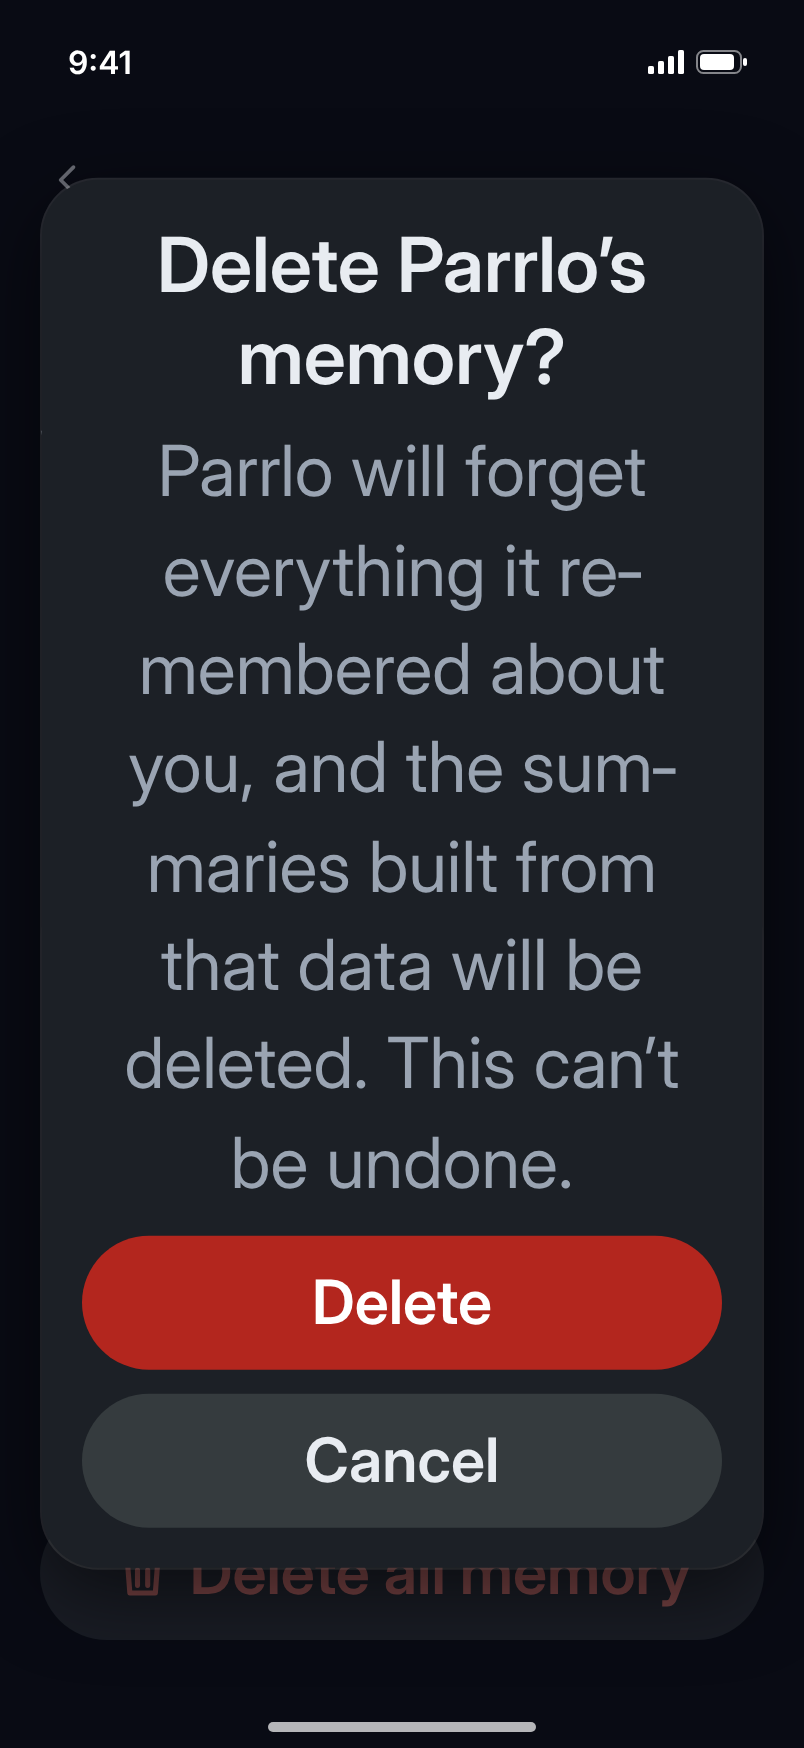 9:41
Delete Parrlo’s
memory?
Parrlo will forget
everything it re-
membered about
you, and the sum-
maries built from
that data will be
deleted. This can’t
be undone.
Delete
Cancel
Delete all memory